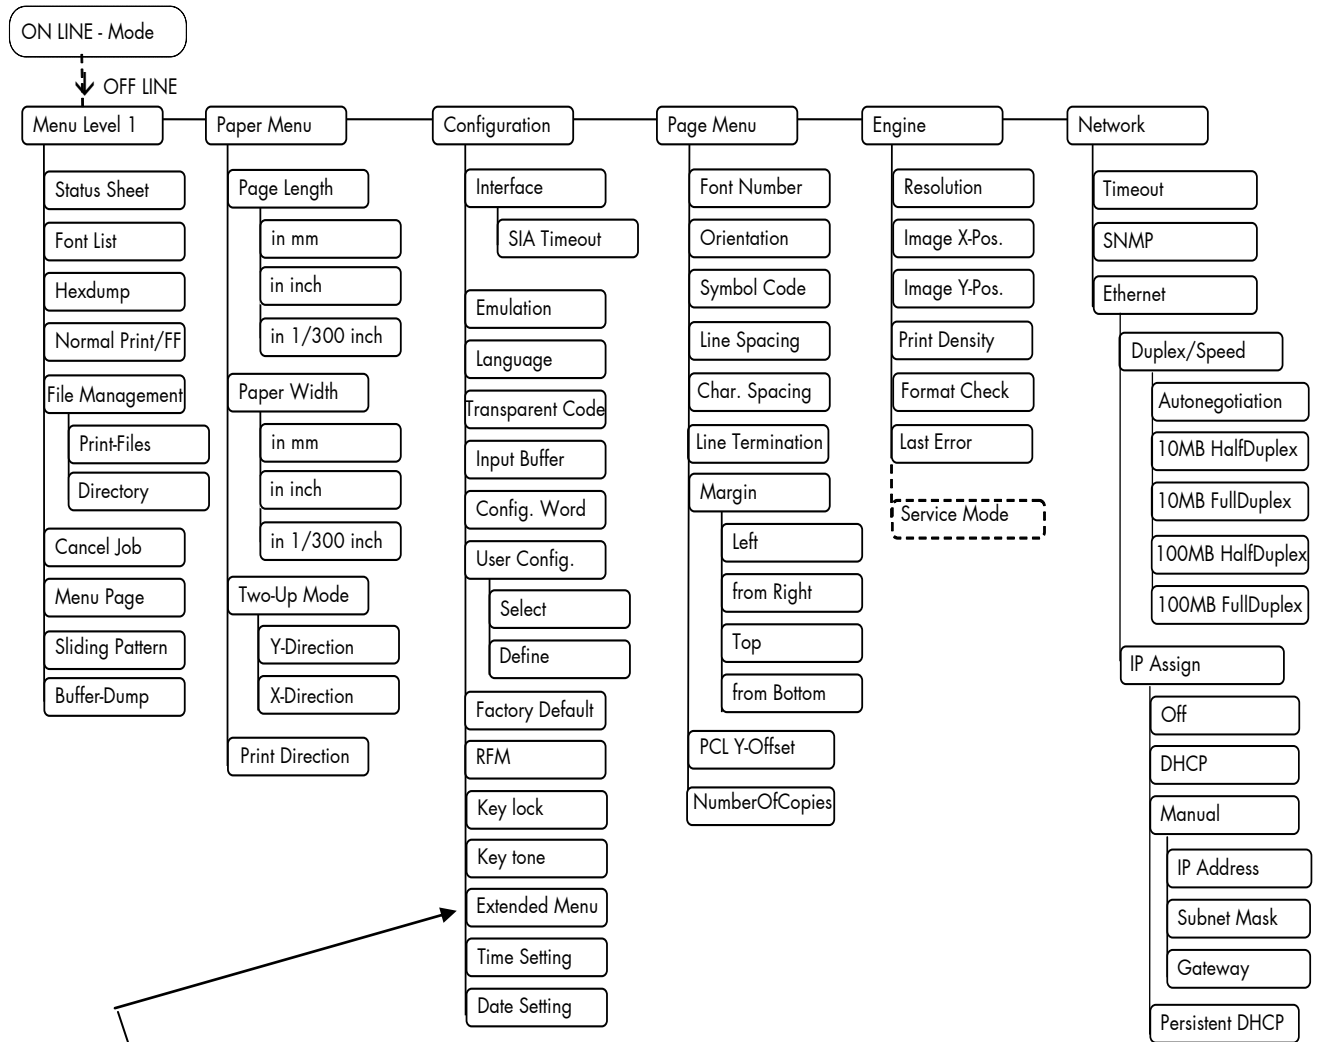 ON LINE - Mode
OFF LINE
Menu Level 1
Status Sheet
Font List
Hexdump
Normal Print/FF
File Management
Print-Files
Directory
Cancel Job
Menu Page
Sliding Pattern
Buffer-Dump
Paper Menu
Page Length
in mm
in inch
in 1/300 inch
Paper Width
in mm
in inch
in 1/300 inch
Two-Up Mode
Y-Direction
X-Direction
Print Direction
Configuration
Interface
SIA Timeout
Emulation
Language
Transparent Code
Input Buffer
Config. Word
User Config.
Select
Define
Factory Default
RFM
Key lock
Key tone
Extended Menu
Time Setting
Date Setting
Page Menu
Font Number
Orientation
Symbol Code
Line Spacing
Char. Spacing
Line Termination
Margin
Left
from Right
Top
from Bottom
PCL Y-Offset
NumberOfCopies
Engine
Resolution
Image X-Pos.
Image Y-Pos.
Print Density
Format Check
Last Error
Service Mode
Network
Timeout
SNMP
Ethernet
Duplex/Speed
Autonegotiation
10MB HalfDuplex
10MB FullDuplex
100MB HalfDuplex
100MB FullDuplex
IP Assign
Off
DHCP
Manual
IP Address
Subnet Mask
Gateway
Persistent DHCP